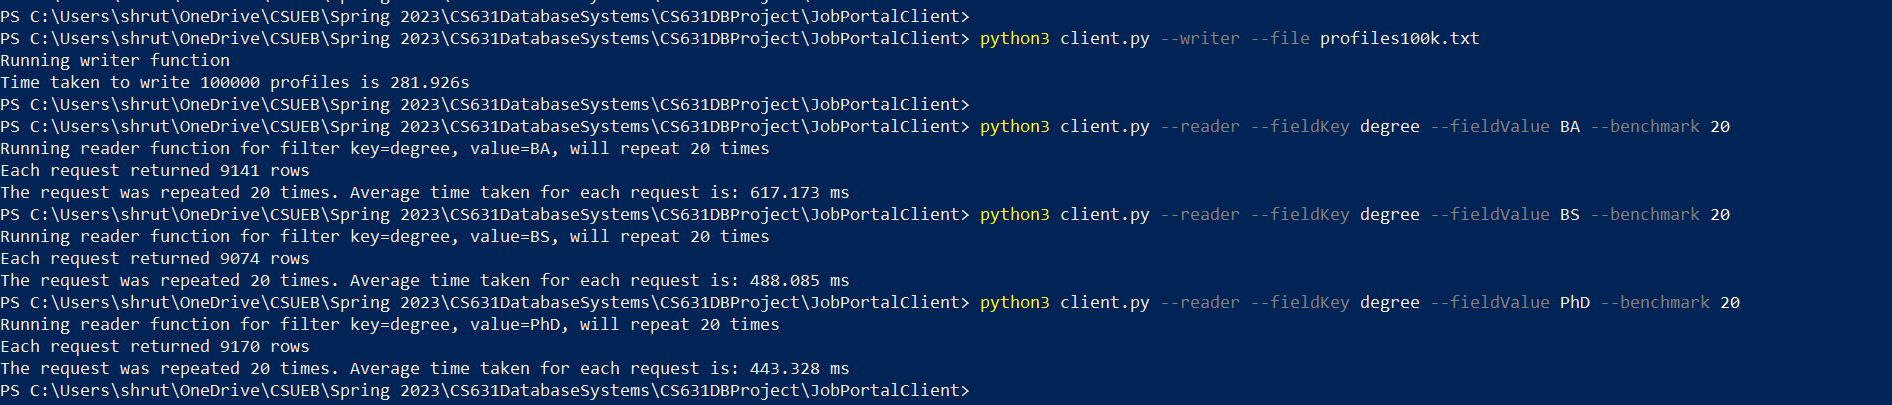 PS C:\Users\shrut\OneDrive\CSUEB\Spring 2023\CS631DatabaseSystems\CS631DBProject\JobPortalClient>
PS C:\Users\shrut\OneDrive\CSUEB\Spring 2023\CS631DatabaseSystems\CS631DBProject\JobPortalClient> python3 client.py --writer --file profiles100k.txt
Running writer function
Time taken to write 100000 profiles is 281.926s
PS C:\Users\shrut\OneDrive\CSUEB\Spring 2023\CS631DatabaseSystems\CS631DBProject\JobPortalClient>
PS C:\Users\shrut\OneDrive\CSUEB\Spring 2023\CS631DatabaseSystems\CS631DBProject\JobPortalClient> python3 client.py --reader --fieldKey degree --fieldValue BA --benchmark 20
Running reader function for filter key=degree, value=BA, will repeat 20 times
Each request returned 9141 rows
The request was repeated 20 times. Average time taken for each request is: 617.173 ms
PS C:\Users\shrut\OneDrive\CSUEB\Spring 2023\CS631DatabaseSystems\CS631DBProject\JobPortalClient> python3 client.py --reader --fieldKey degree --fieldValue BS --benchmark 20
Running reader function for filter key=degree, value=BS, will repeat 20 times
Each request returned 9074 rows
The request was repeated 20 times. Average time taken for each request is: 488.085 ms
PS C:\Users\shrut\OneDrive\CSUEB\Spring 2023\CS631DatabaseSystems\CS631DBProject\JobPortalClient> python3 client.py --reader --fieldKey degree --fieldValue PhD --benchmark 20
Running reader function for filter key=degree, value=PhD, will repeat 20 times
Each request returned 9170 rows
The request was repeated 20 times. Average time taken for each request is: 443.328 ms
PS C:\Users\shrut\OneDrive\CSUEB\Spring 2023\CS631DatabaseSystems\CS631DBProject\JobPortalClient>